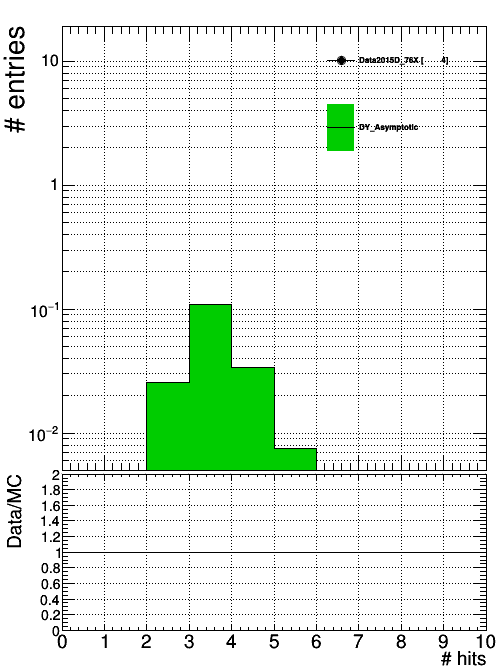 # entries
10
1
10⁻¹
10⁻²
Data2015D_76X [ 4]
DY_Asymptotic
Data/MC
2
1.8
1.6
1.4
1.2
1
0.8
0.6
0.4
0.2
0
0 1 2 3 4 5 6 7 8 9 10
# hits